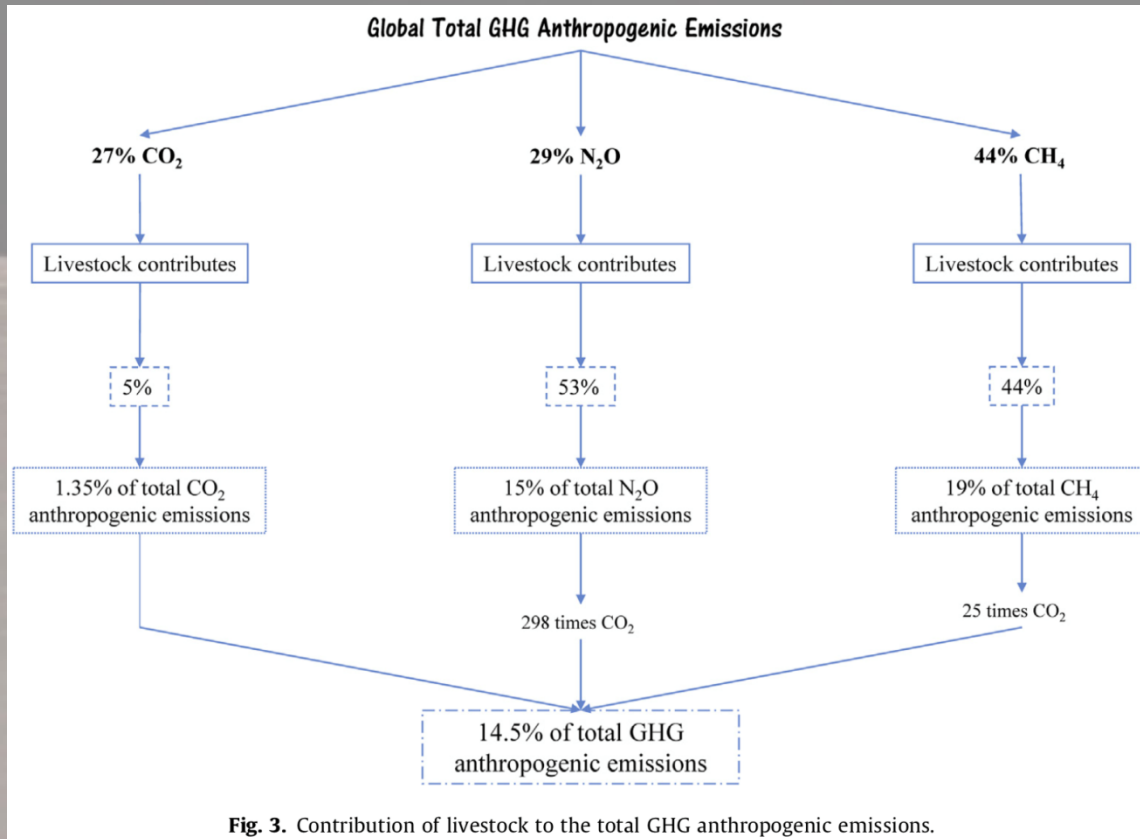 Global Total GHG Anthropogenic Emissions
27% CO₂
29% N₂O
44% CH₄
Livestock contributes
Livestock contributes
Livestock contributes
5%
53%
44%
1.35% of total CO₂
anthropogenic emissions
15% of total N₂O
anthropogenic emissions
19% of total CH₄
anthropogenic emissions
298 times CO₂
25 times CO₂
14.5% of total GHG
anthropogenic emissions
Fig. 3. Contribution of livestock to the total GHG anthropogenic emissions.